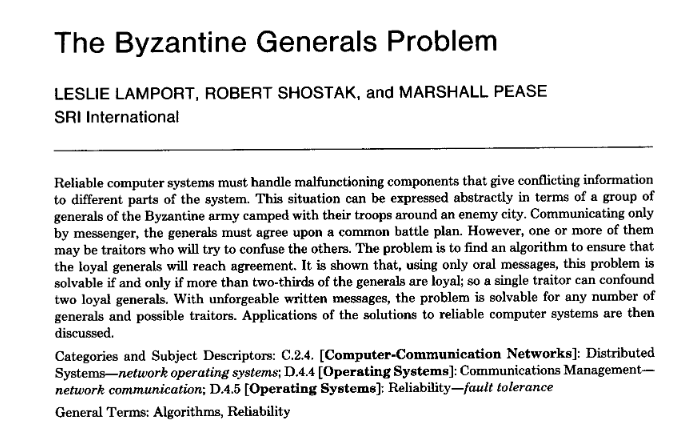 The Byzantine Generals Problem
LESLIE LAMPORT, ROBERT SHOSTAK, and MARSHALL PEASE
SRI International
Reliable computer systems must handle malfunctioning components that give conflicting information
to different parts of the system. This situation can be expressed abstractly in terms of a group of
generals of the Byzantine army camped with their troops around an enemy city. Communicating only
by messenger, the generals must agree upon a common battle plan. However, one or more of them
may be traitors who will try to confuse the others. The problem is to find an algorithm to ensure that
the loyal generals will reach agreement. It is shown that, using only oral messages, this problem is
solvable if and only if more than two-thirds of the generals are loyal; so a single traitor can confound
two loyal generals. With unforgeable written messages, the problem is solvable for any number of
generals and possible traitors. Applications of the solutions to reliable computer systems are then
discussed.
Categories and Subject Descriptors: C.2.4. [Computer-Communication Networks]: Distributed
Systems—network operating systems; D.4.4 [Operating Systems]: Communications Management—
network communication; D.4.5 [Operating Systems]: Reliability—fault tolerance
General Terms: Algorithms, Reliability